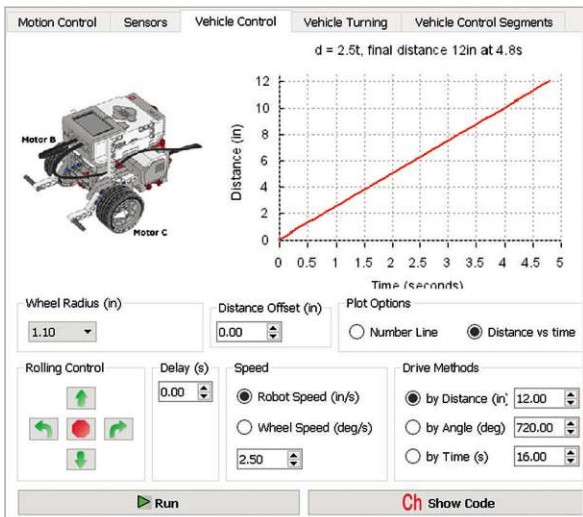 Motion Control Sensors Vehicle Control Vehicle Turning Vehicle Control Segments
d = 2.5t, final distance 12in at 4.8s
Motor B
Motor C
Distance (in)
12
10
8
6
4
2
0
0 0.5 1 1.5 2 2.5 3 3.5 4 4.5 5
Time (seconds)
Wheel Radius (in)
1.10
Distance Offset (in)
0.00
Plot Options
Number Line Distance vs time
Rolling Control
Delay (s)
0.00
Speed
Robot Speed (in/s)
Wheel Speed (deg/s)
2.50
Drive Methods
by Distance (in) 12.00
by Angle (deg) 720.00
by Time (s) 16.00
Run
Ch Show Code